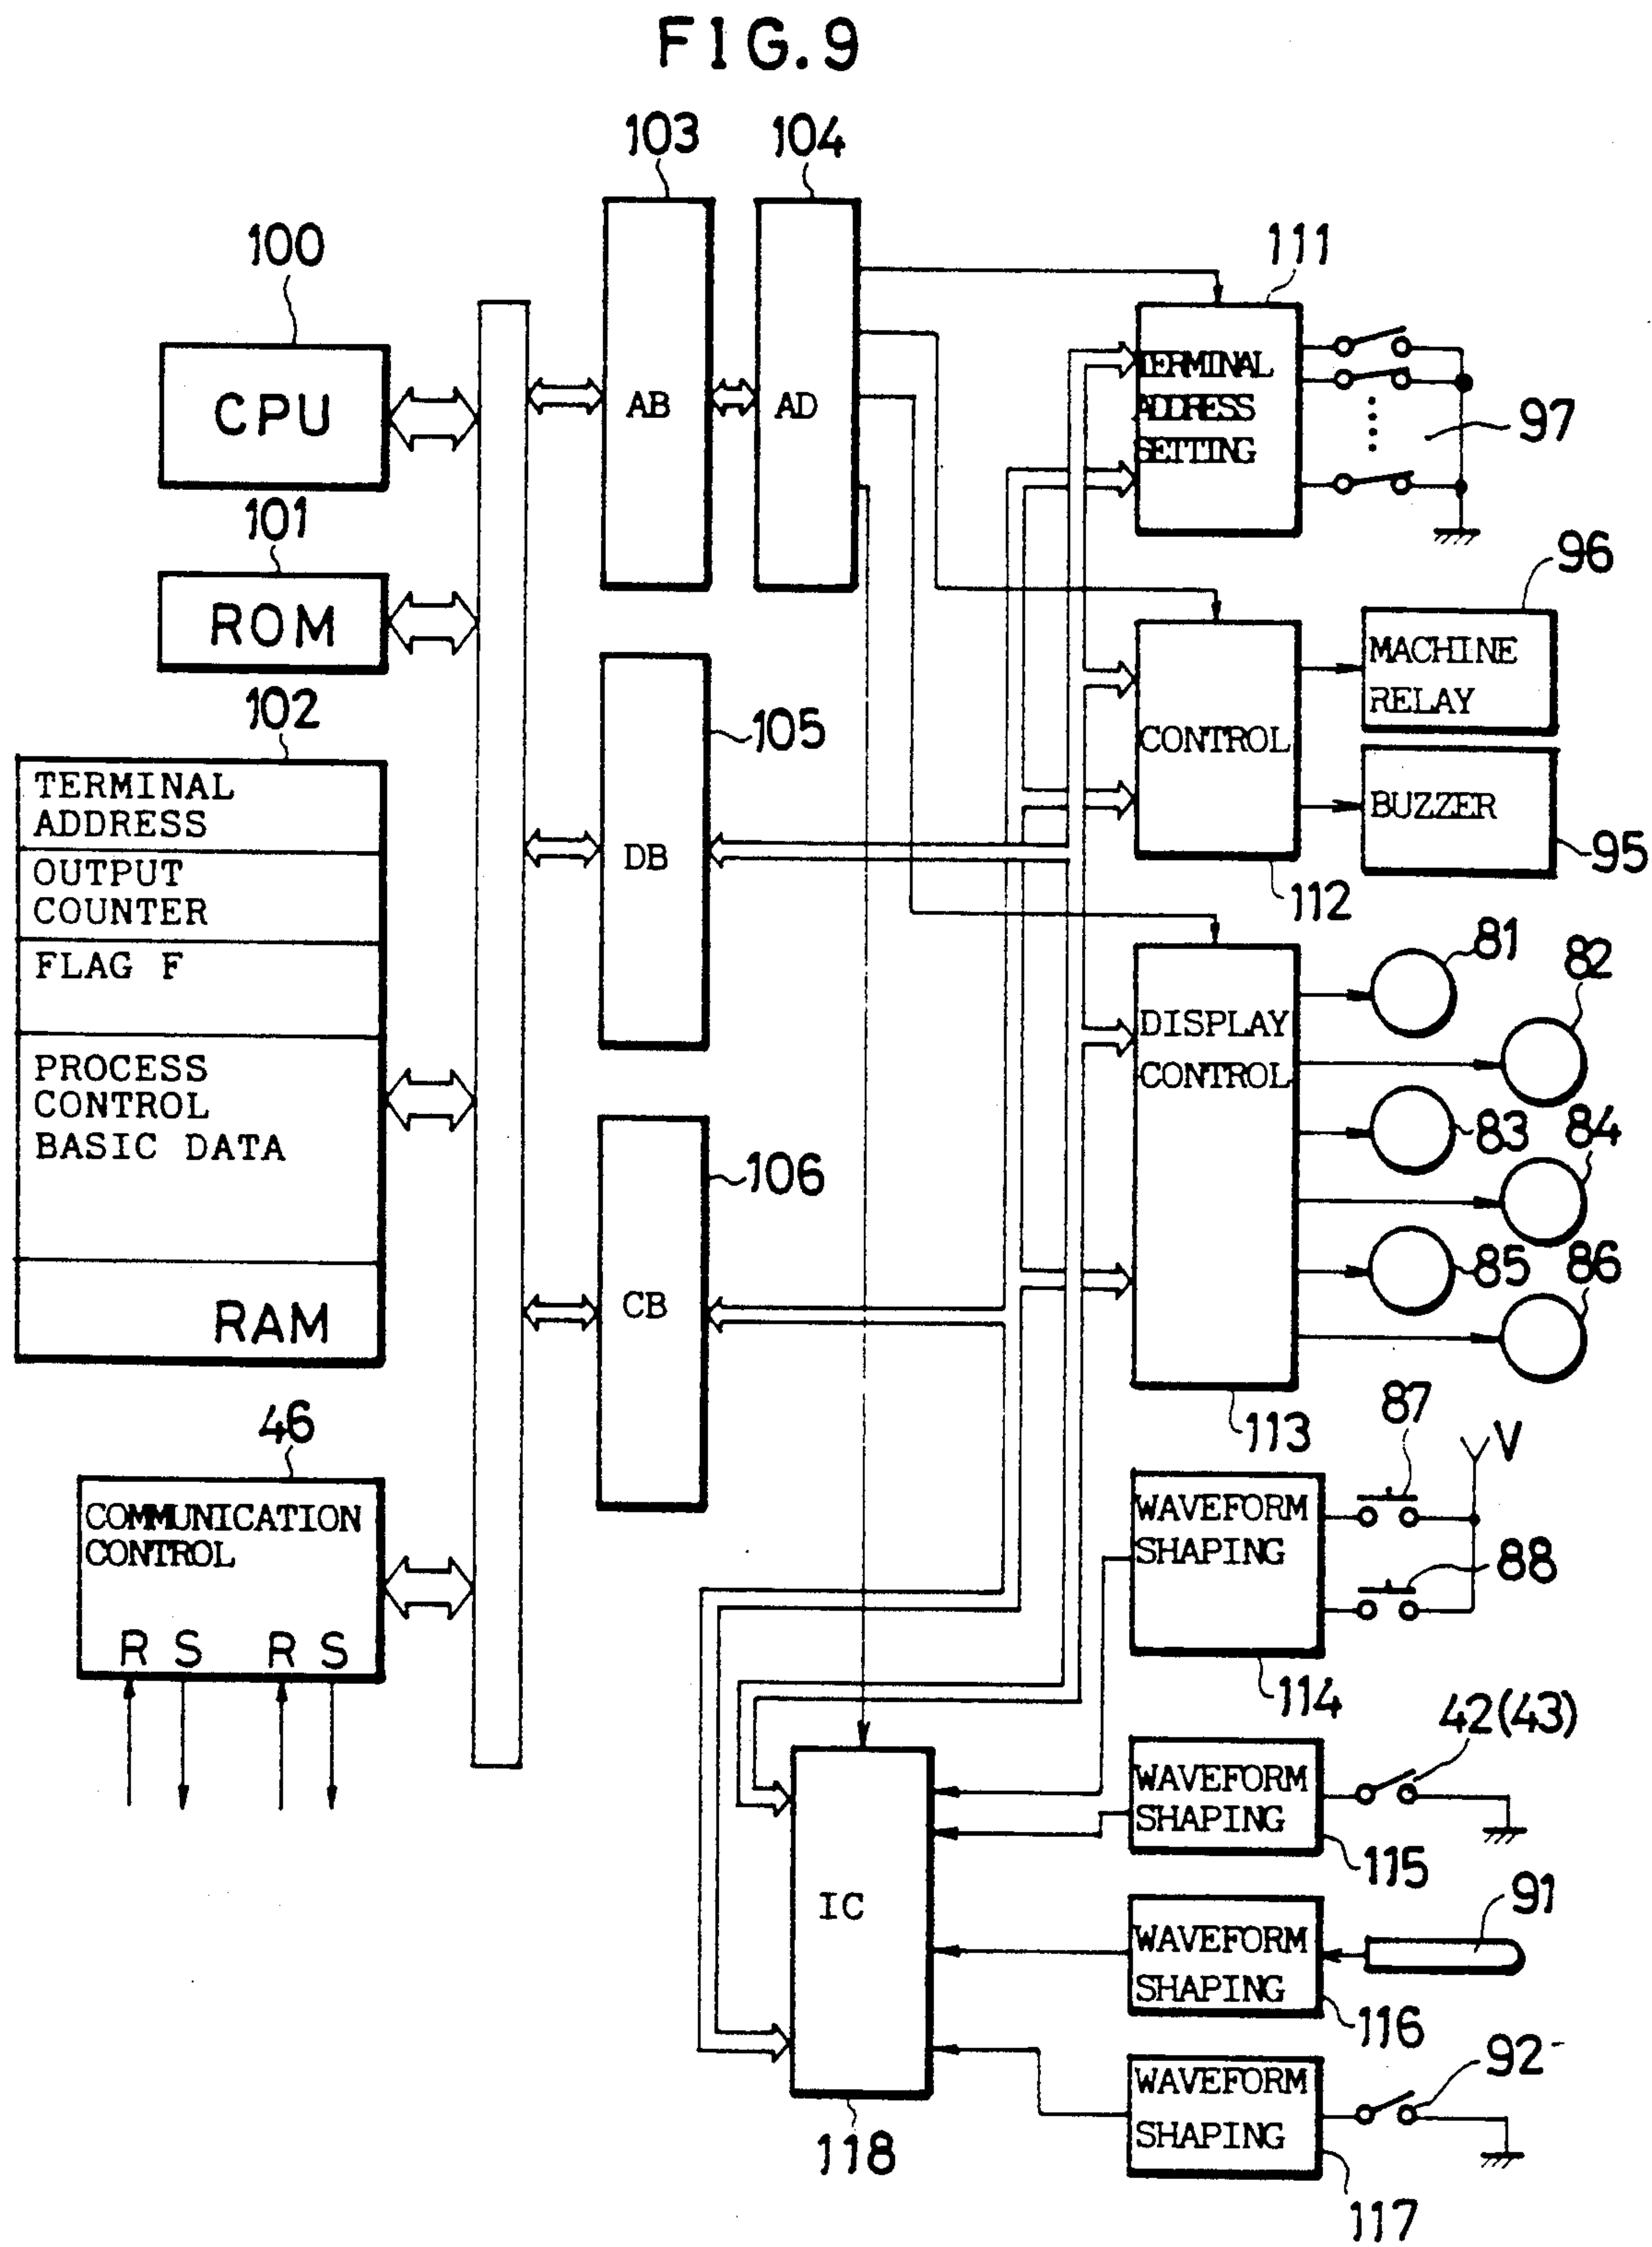 FIG.9
103
104
100
111
CPU
AB
AD
TERMINAL
ADDRESS
SETTING
97
101
ROM
96
MACHINE
RELAY
102
105
TERMINAL
ADDRESS
OUTPUT
COUNTER
FLAG F
PROCESS
CONTROL
BASIC DATA
RAM
DB
CONTROL
BUZZER
95
112
81
82
DISPLAY
CONTROL
83
84
85
86
106
CB
113
46
COMMUNICATION
CONTROL
R S R S
87
V
WAVEFORM
SHAPING
88
114
42(43)
WAVEFORM
SHAPING
115
IC
91
WAVEFORM
SHAPING
116
92
WAVEFORM
SHAPING
118
117